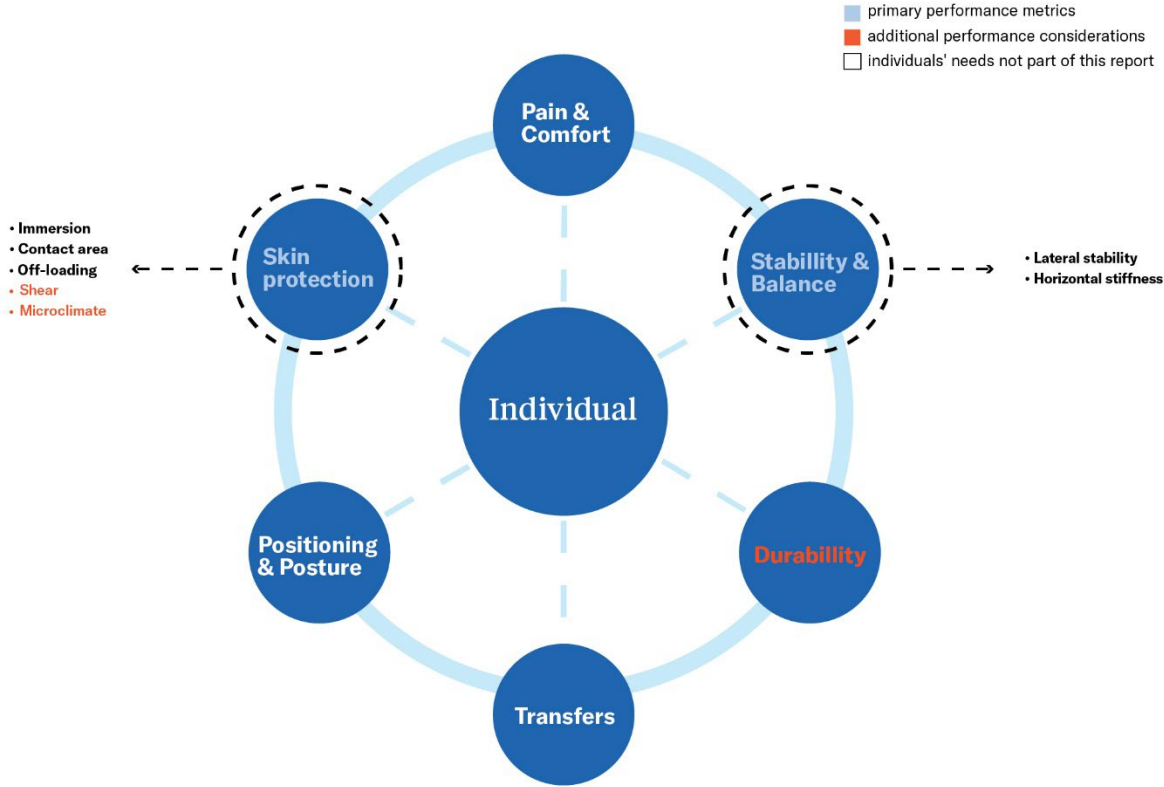 primary performance metrics
additional performance considerations
individuals' needs not part of this report
Pain &
Comfort
Skin
protection
• Immersion
• Contact area
• Off-loading
• Shear
• Microclimate
Stabillity &
Balance
• Lateral stability
• Horizontal stiffness
Individual
Positioning
& Posture
Durabillity
Transfers